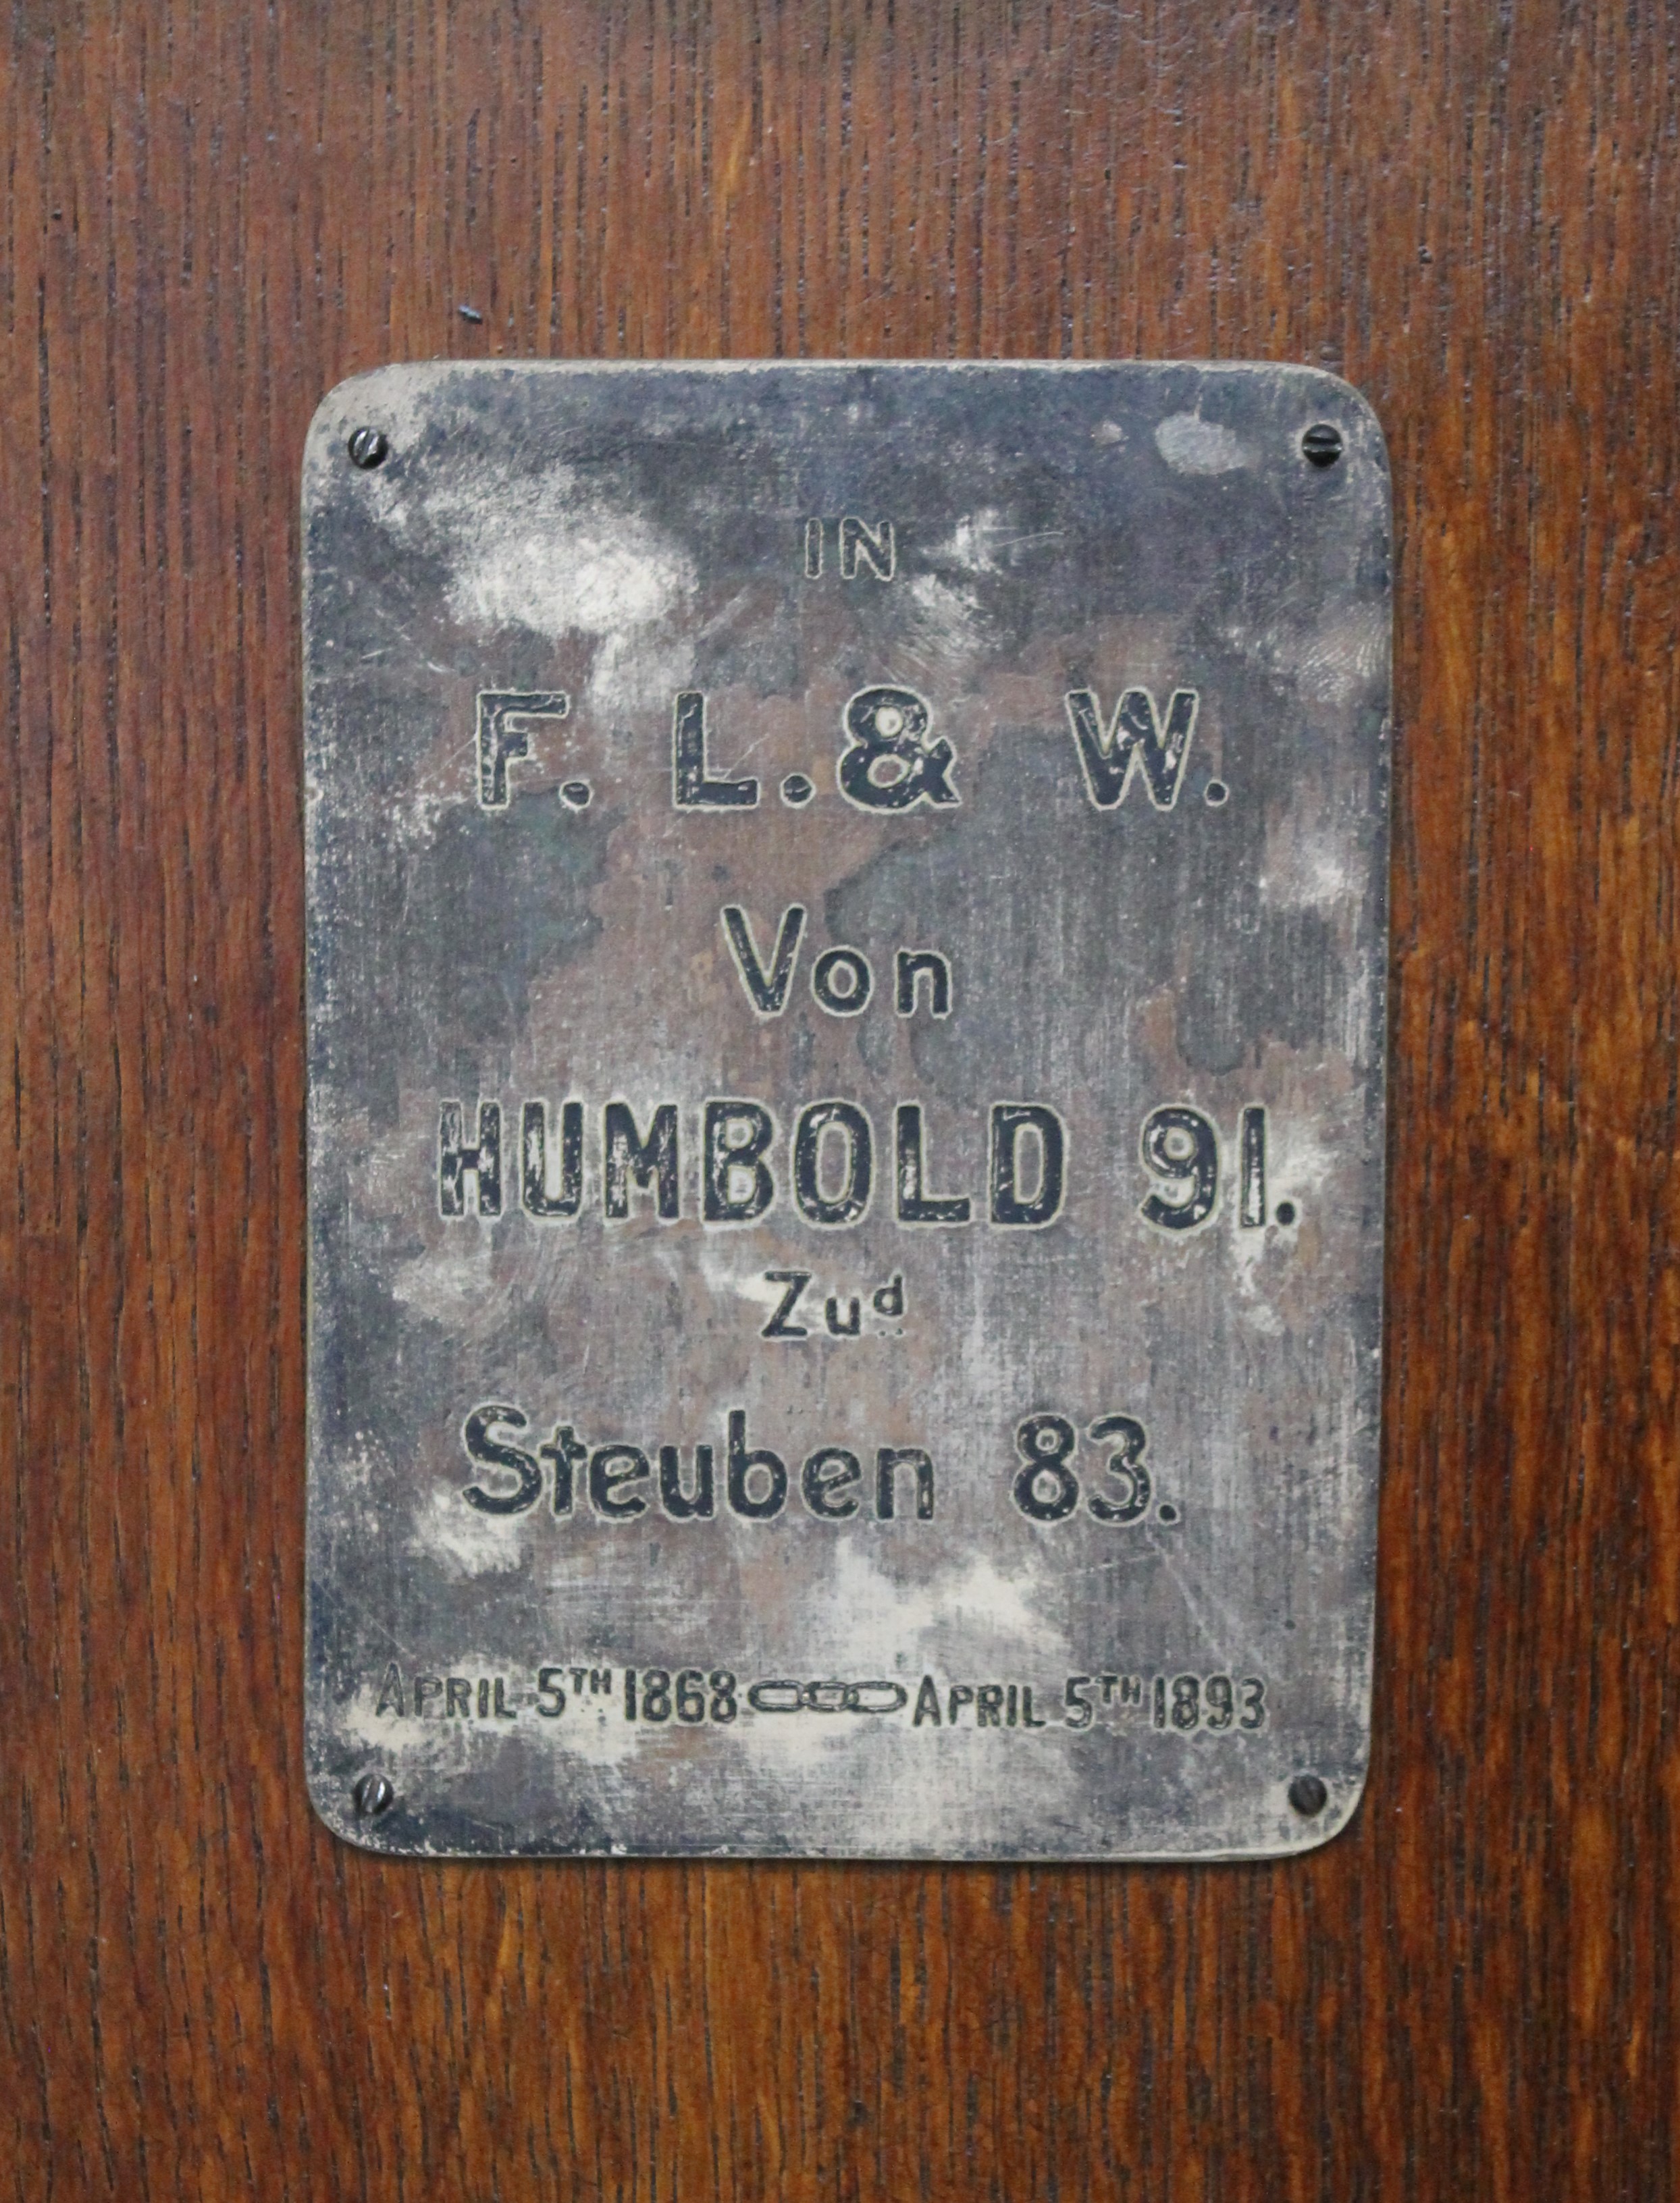 IN
F. L. & W.
Von
HUMBOLD 91.
Zud
Steuben 83.
APRIL 5TH 1868 APRIL 5TH 1893